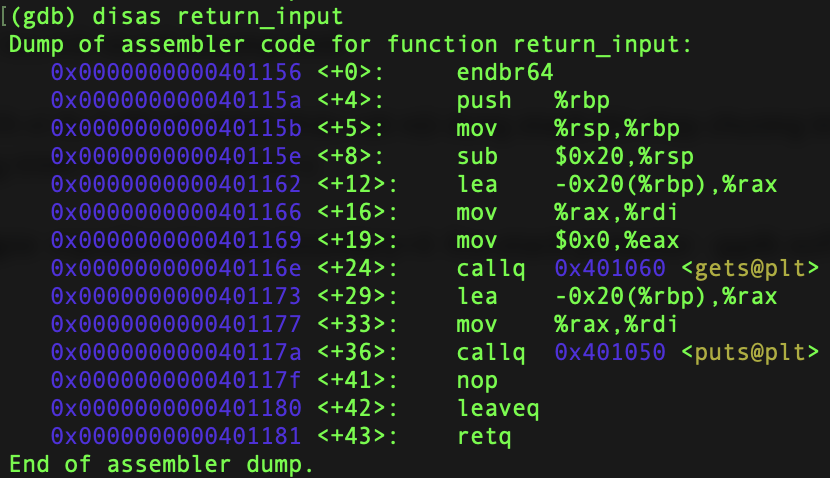 (gdb) disas return_input
Dump of assembler code for function return_input:
0x0000000000401156 <+0>: endbr64
0x000000000040115a <+4>: push %rbp
0x000000000040115b <+5>: mov %rsp,%rbp
0x000000000040115e <+8>: sub $0x20,%rsp
0x0000000000401162 <+12>: lea -0x20(%rbp),%rax
0x0000000000401166 <+16>: mov %rax,%rdi
0x0000000000401169 <+19>: mov $0x0,%eax
0x000000000040116e <+24>: callq 0x401060 <gets@plt>
0x0000000000401173 <+29>: lea -0x20(%rbp),%rax
0x0000000000401177 <+33>: mov %rax,%rdi
0x000000000040117a <+36>: callq 0x401050 <puts@plt>
0x000000000040117f <+41>: nop
0x0000000000401180 <+42>: leaveq
0x0000000000401181 <+43>: retq
End of assembler dump.